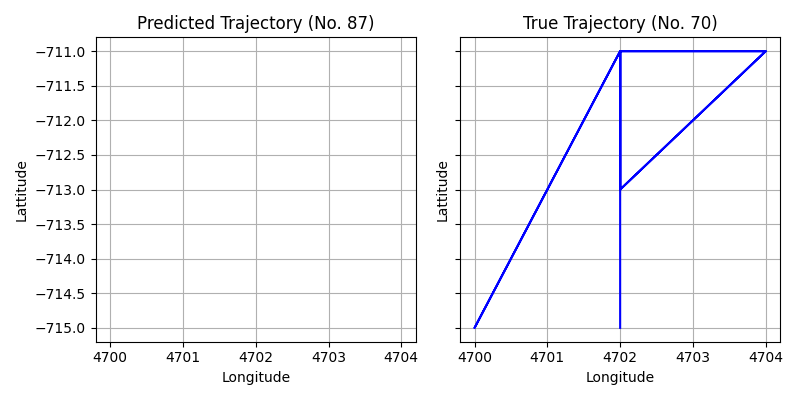 Predicted Trajectory (No. 87)
True Trajectory (No. 70)
Lattitude
−711.0
−711.5
−712.0
−712.5
−713.0
−713.5
−714.0
−714.5
−715.0
4700 4701 4702 4703 4704
Longitude
Lattitude
4700 4701 4702 4703 4704
Longitude